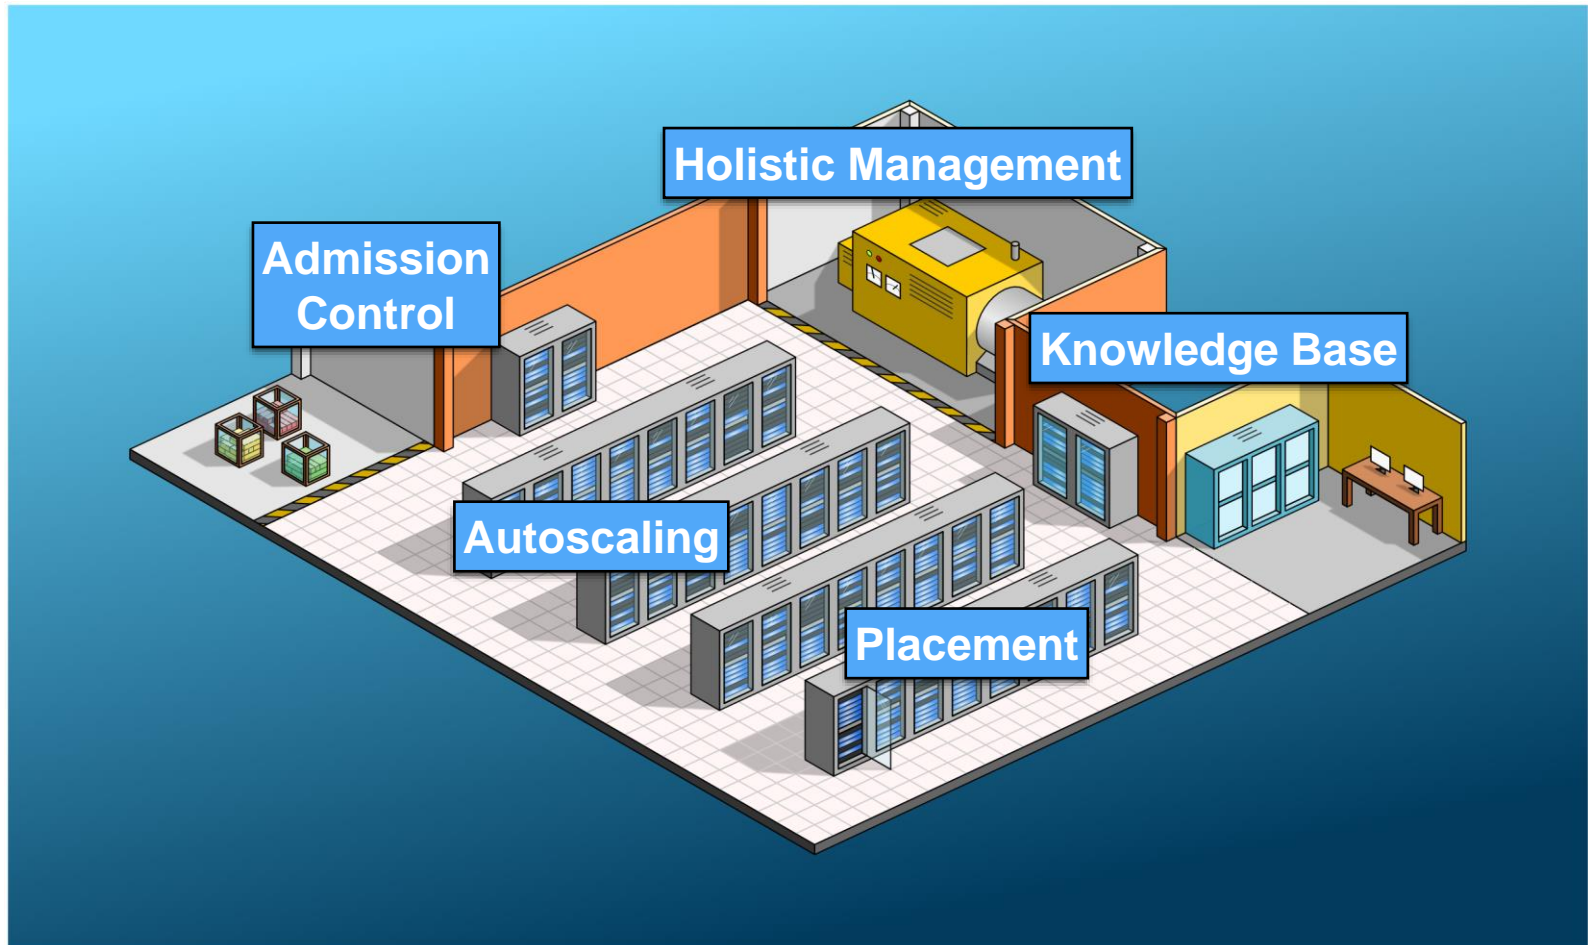 Holistic Management
Admission
Control
Knowledge Base
Autoscaling
Placement